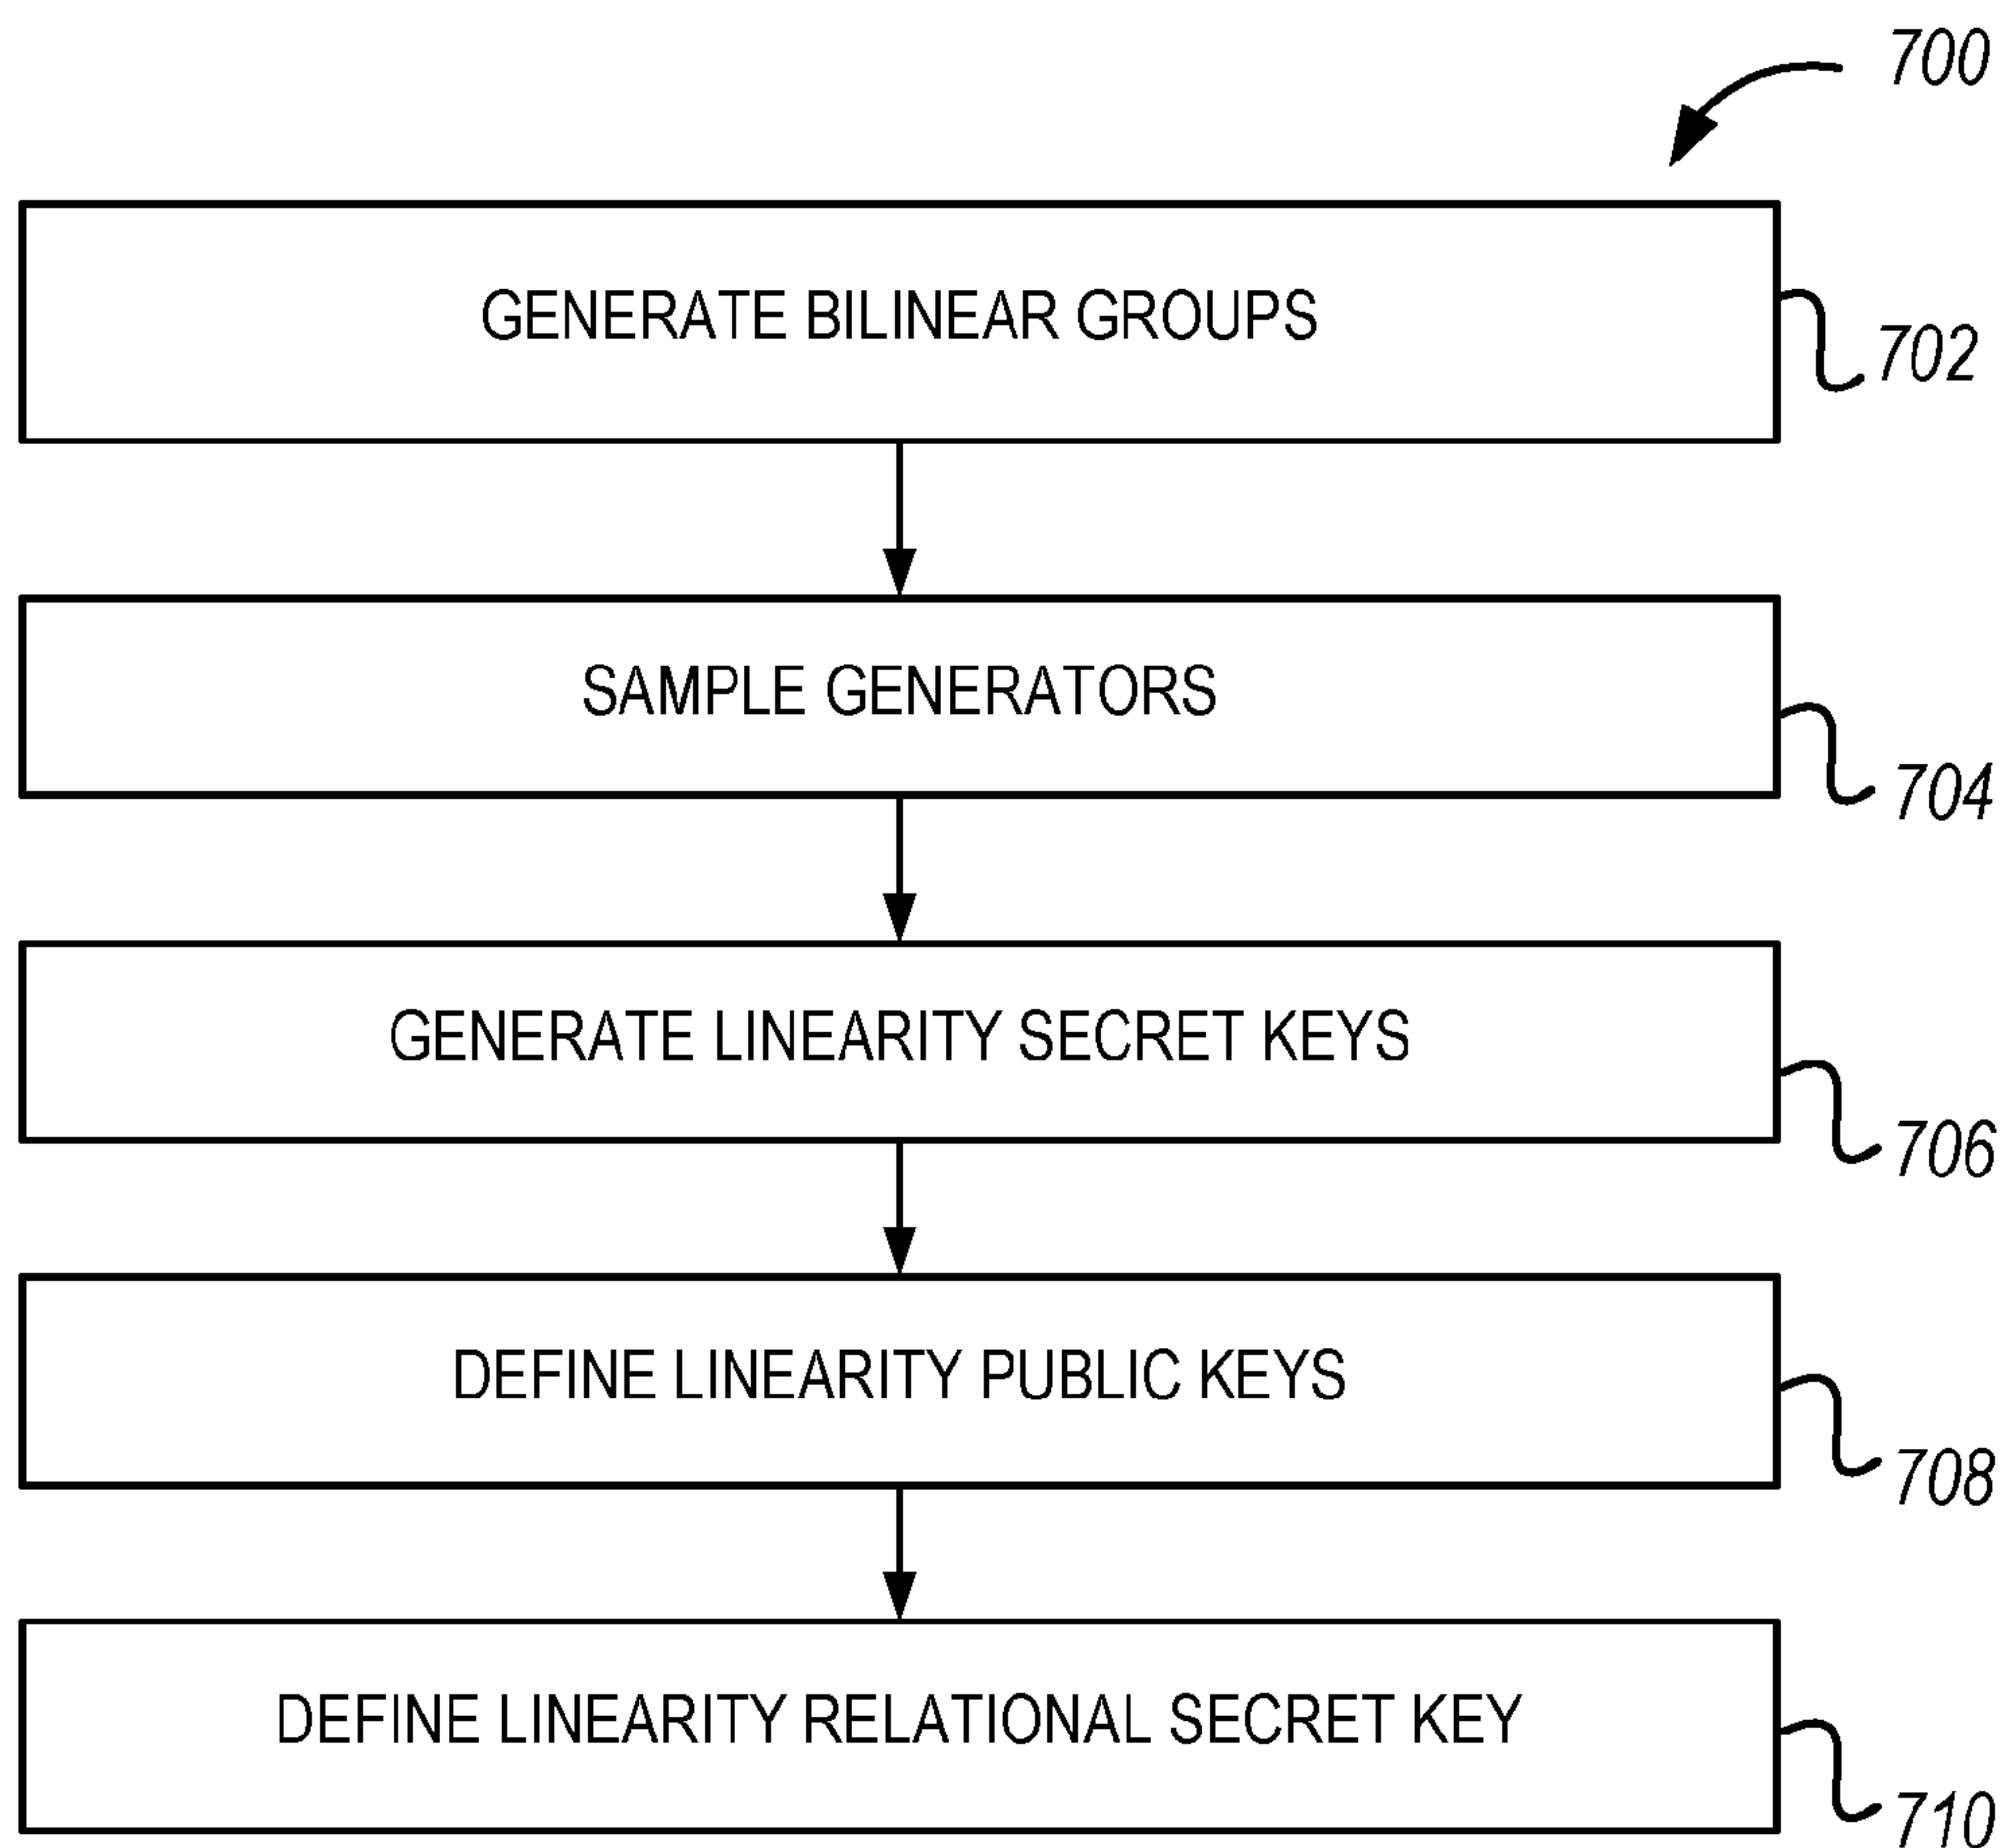 700
GENERATE BILINEAR GROUPS
702
SAMPLE GENERATORS
704
GENERATE LINEARITY SECRET KEYS
706
DEFINE LINEARITY PUBLIC KEYS
708
DEFINE LINEARITY RELATIONAL SECRET KEY
710